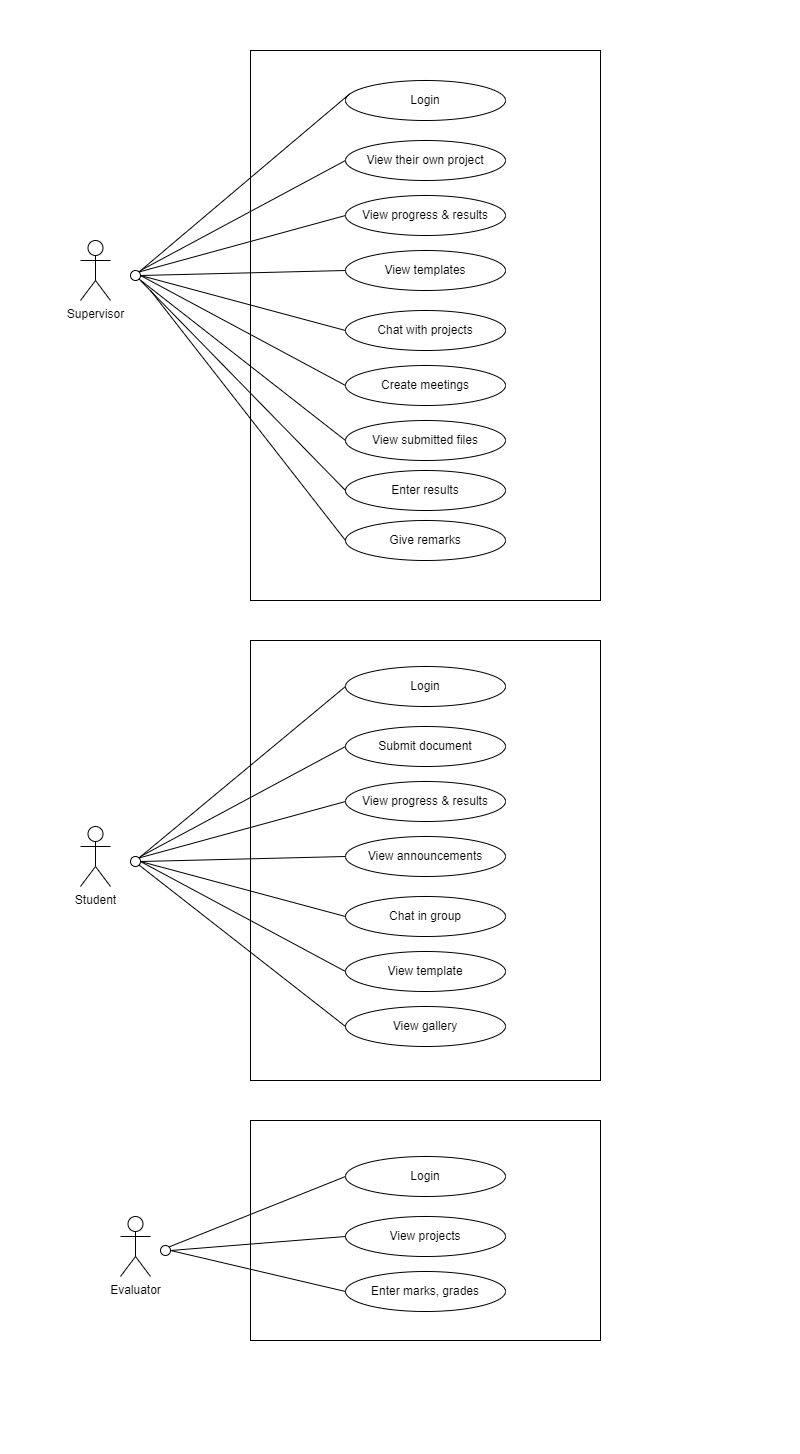 Login
View their own project
View progress & results
View templates
Supervisor
Chat with projects
Create meetings
View submitted files
Enter results
Give remarks
Login
Submit document
View progress & results
View announcements
Student
Chat in group
View template
View gallery
Login
View projects
Evaluator
Enter marks, grades